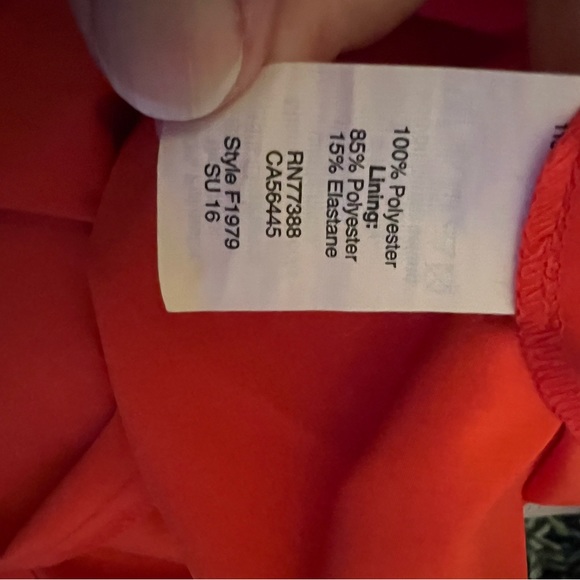 100% Polyester
Lining:
85% Polyester
15% Elastane
RN77388
CA56445
Style F1979
SU 16